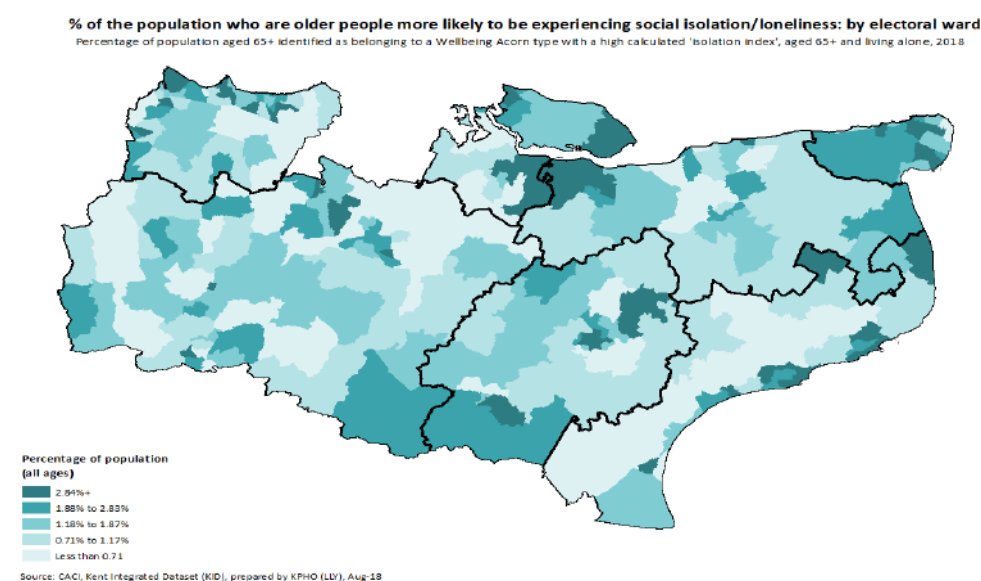 % of the population who are older people more likely to be experiencing social isolation/loneliness: by electoral ward
Percentage of population aged 65+ identified as belonging to a Wellbeing Acorn type with a high calculated 'isolation index', aged 65+ and living alone, 2018
Percentage of population
(all ages)
2.84%+
1.88% to 2.83%
1.18% to 1.87%
0.71% to 1.17%
Less than 0.71
Source: CACI, Kent Integrated Dataset (KID), prepared by KPHO (LLY), Aug-18